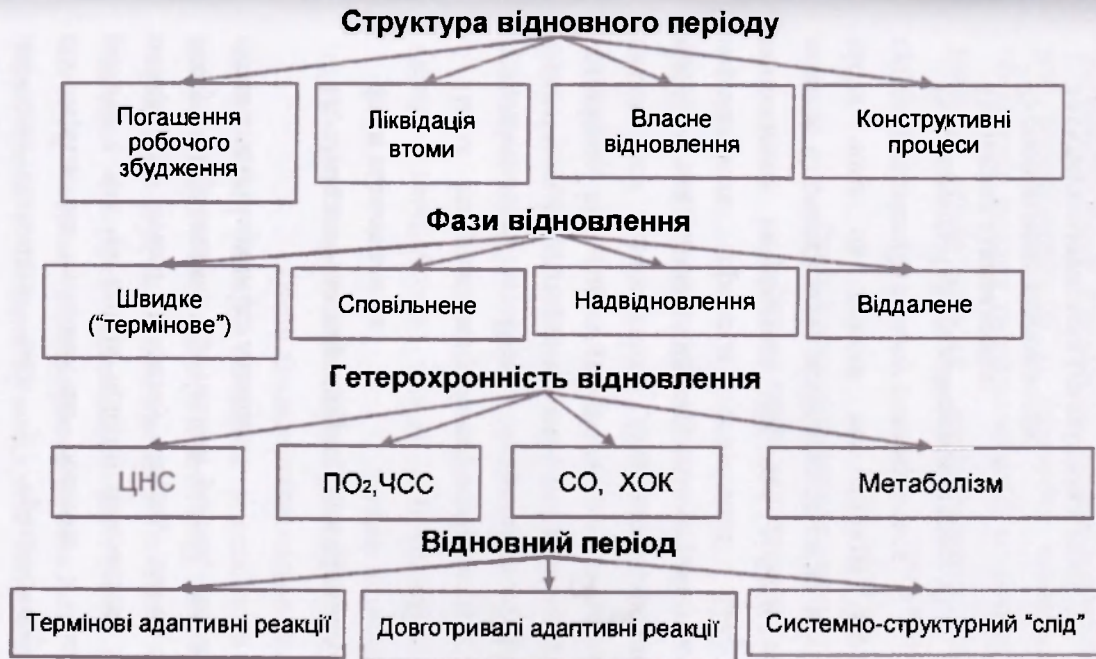 Структура відновного періоду
Погашення
робочого
збудження
Ліквідація
втоми
Власне
відновлення
Конструктивні
процеси
Фази відновлення
Швидке
(“термінове”)
Сповільнене
Надвідновлення
Віддалене
Гетерохронність відновлення
ЦНС
ПО₂,ЧСС
СО, ХОК
Метаболізм
Відновний період
Термінові адаптивні реакції
Довготривалі адаптивні реакції
Системно-структурний “слід”